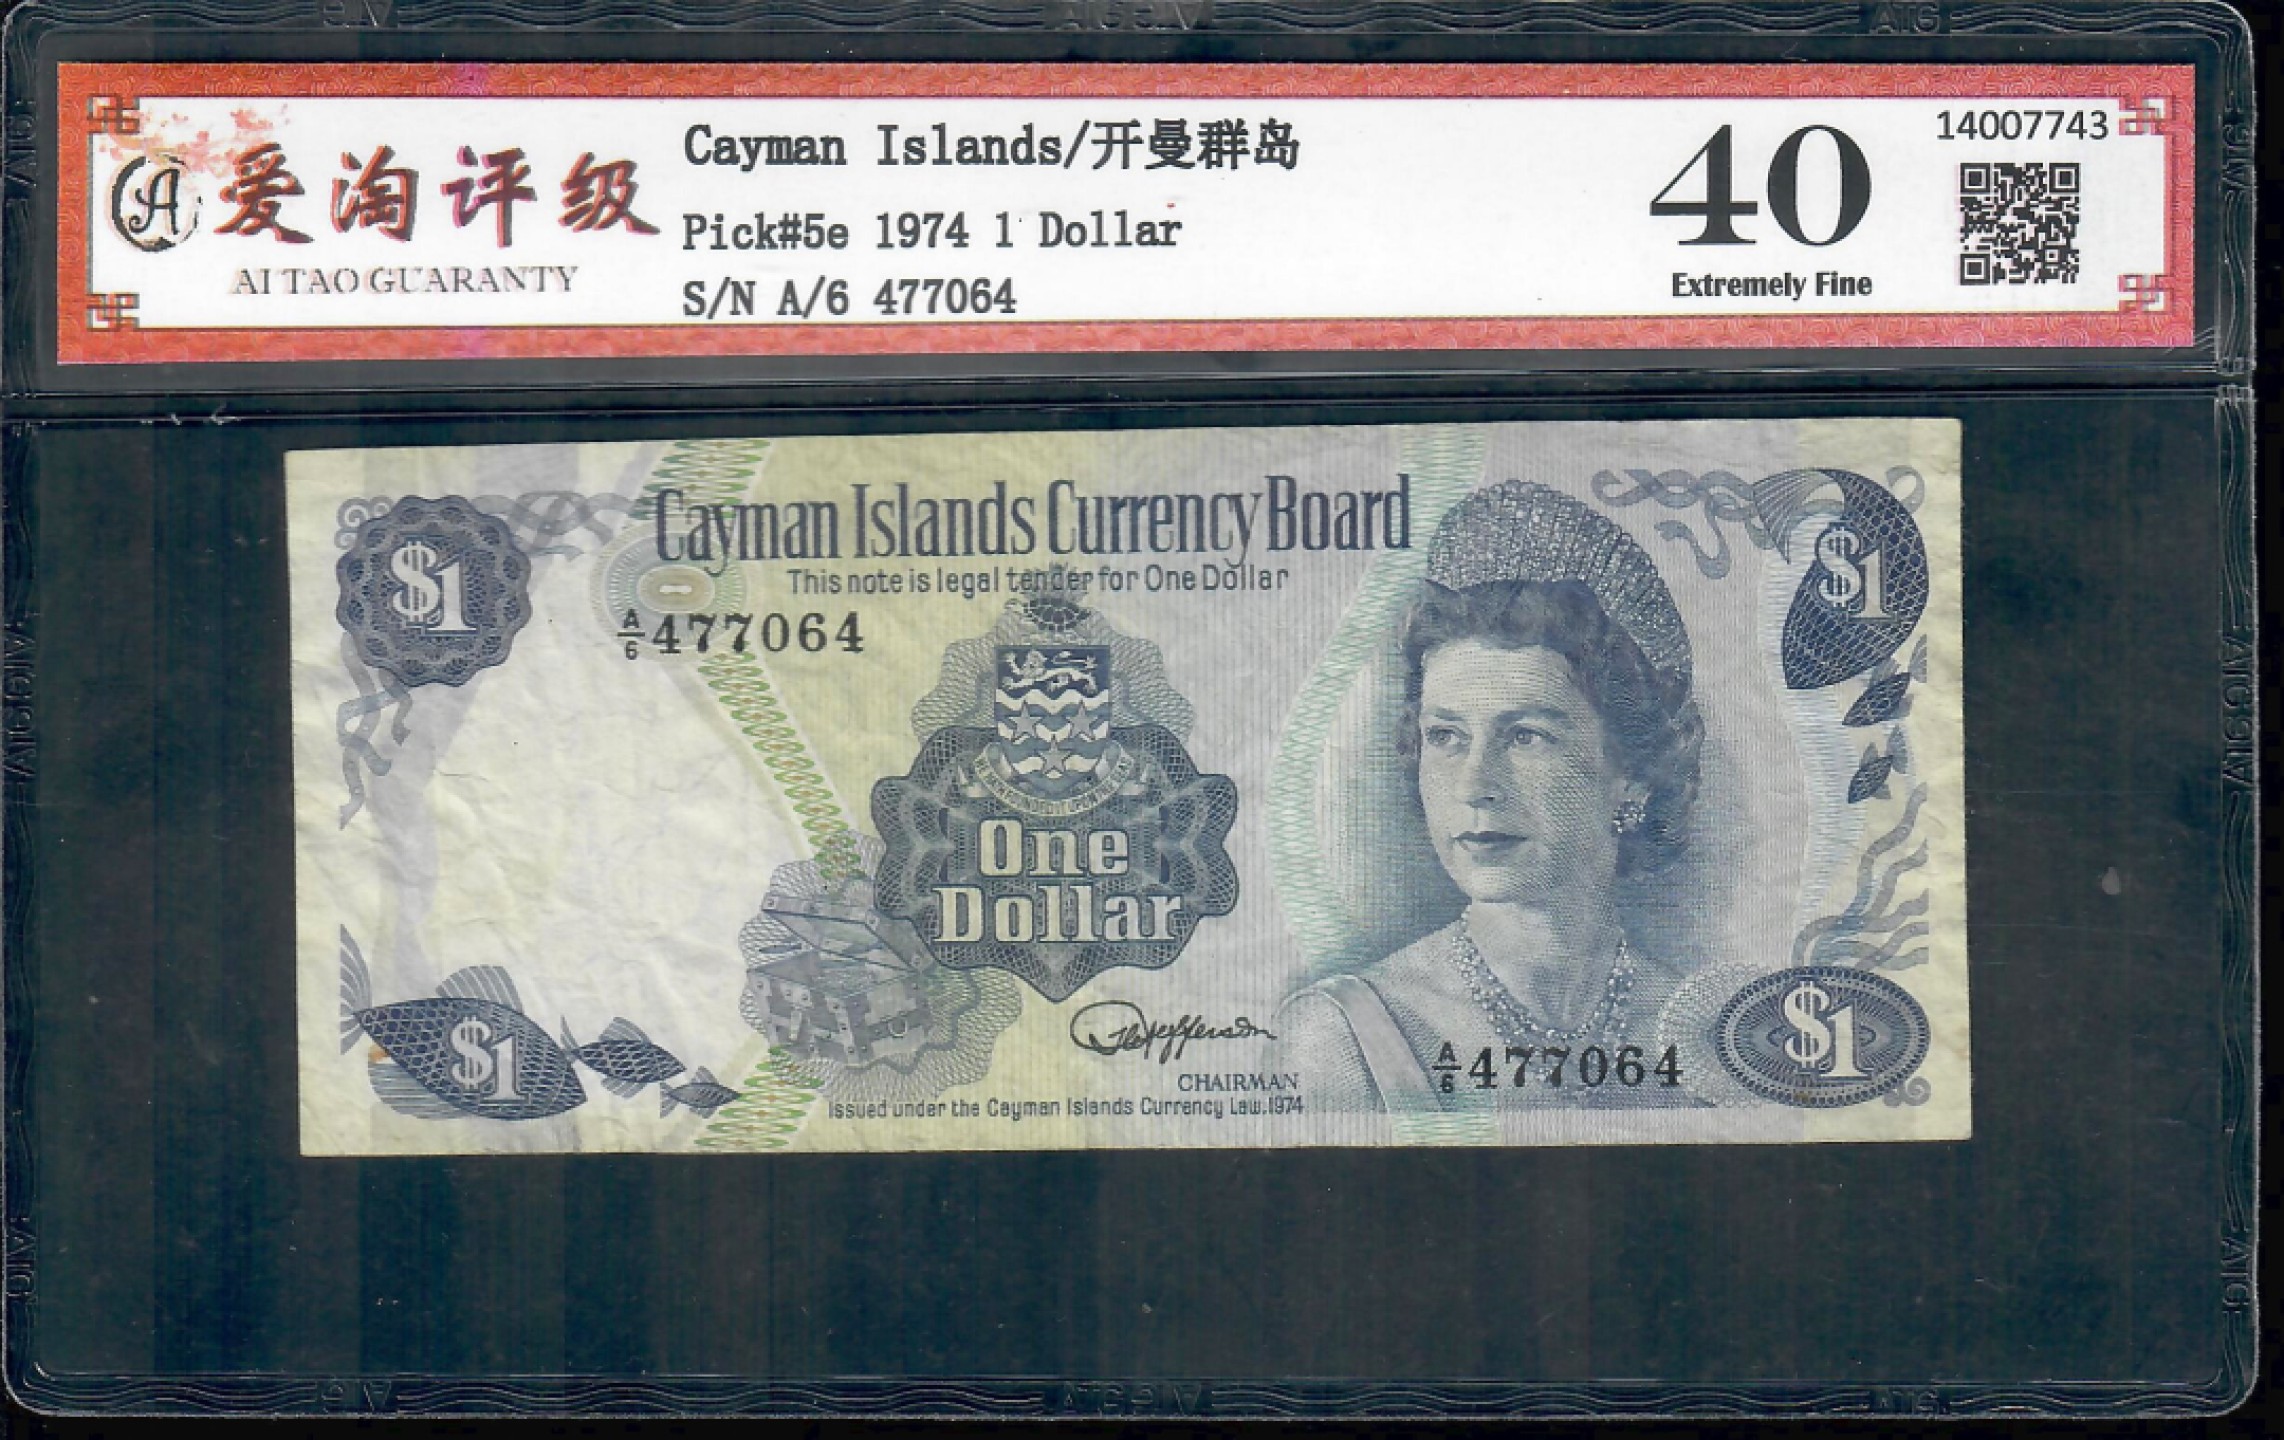 爱淘评级
AI TAO GUARANTY
Cayman Islands/开曼群岛
Pick#5e 1974 1 Dollar
S/N A/6 477064
40
Extremely Fine
14007743
Cayman Islands Currency Board
This note is legal tender for One Dollar
$1
$1
A/6 477064
One
Dollar
CHAIRMAN
A/6 477064
Issued under the Cayman Islands Currency Law.1974
$1
$1